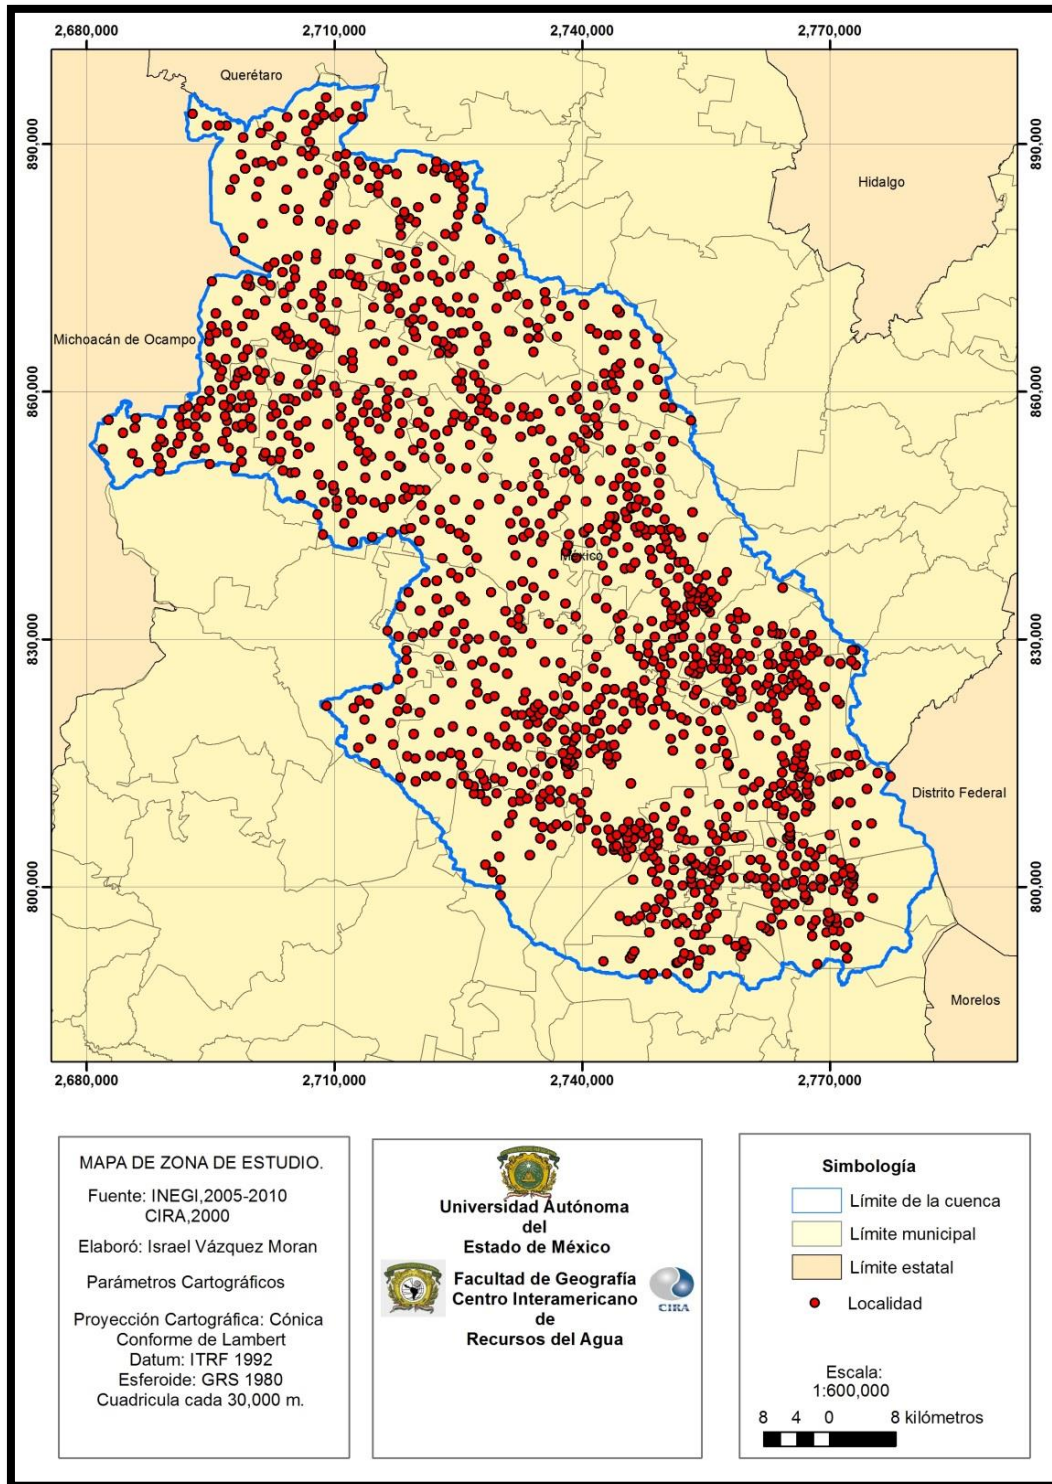 2,680,000 2,710,000 2,740,000 2,770,000
Querétaro
890,000 890,000
Hidalgo
Michoacán de Ocampo
860,000 860,000
México
830,000 830,000
Distrito Federal
800,000 800,000
Morelos
2,680,000 2,710,000 2,740,000 2,770,000
MAPA DE ZONA DE ESTUDIO.
Fuente: INEGI,2005-2010
CIRA,2000
Elaboró: Israel Vázquez Moran
Parámetros Cartográficos
Proyección Cartográfica: Cónica
Conforme de Lambert
Datum: ITRF 1992
Esferoide: GRS 1980
Cuadricula cada 30,000 m.
Universidad Autónoma
del
Estado de México
Facultad de Geografía
Centro Interamericano
de
Recursos del Agua
CIRA
Simbología
Límite de la cuenca
Límite municipal
Límite estatal
Localidad
Escala:
1:600,000
8 4 0 8 kilómetros